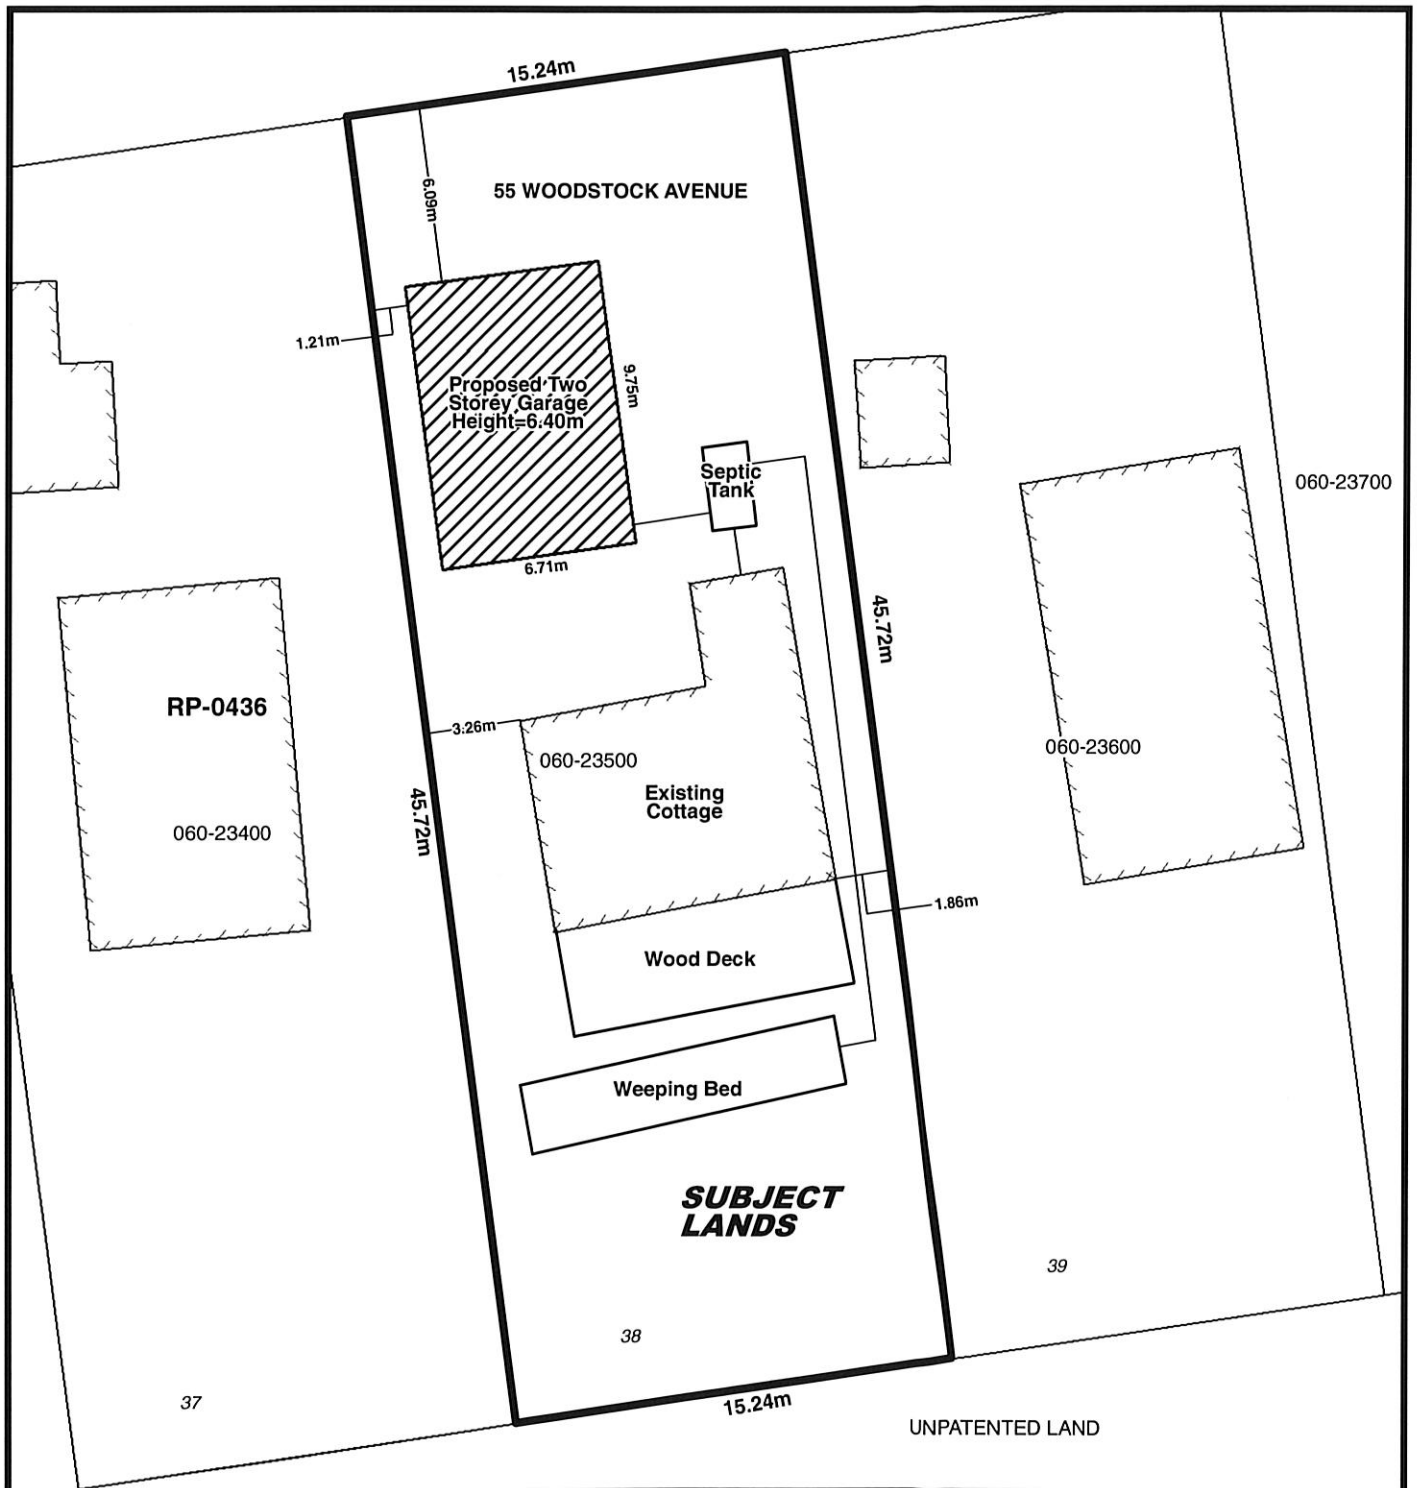 15.24m
55 WOODSTOCK AVENUE
6.09m
1.21m
Proposed Two
Storey Garage
Height=6.40m
9.75m
Septic
Tank
060-23700
6.71m
45.72m
RP-0436
3.26m
060-23500
060-23600
Existing
Cottage
45.72m
060-23400
1.86m
Wood Deck
Weeping Bed
SUBJECT
LANDS
39
38
37
15.24m
UNPATENTED LAND